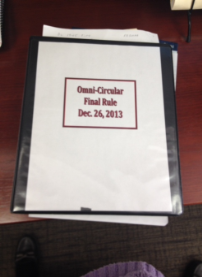 Omni-Circular
Final Rule
Dec. 26, 2013